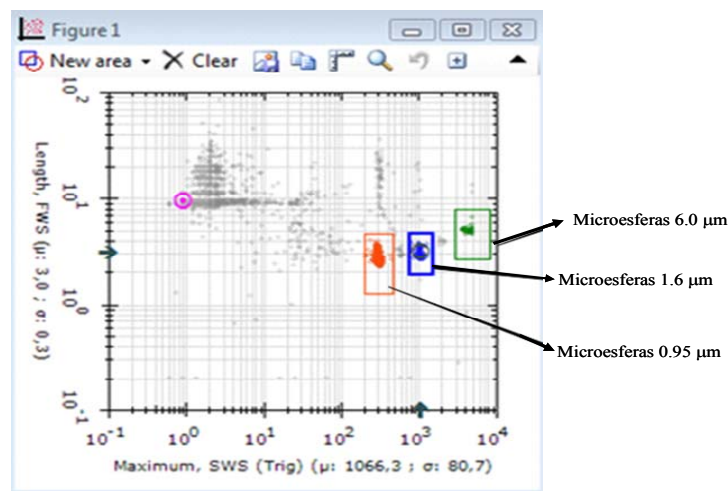 Figure 1
New area Clear
Length, FWS (μ: 3,0 ; σ: 0,3)
10^2
10^1
10^0
10^-1
10^-1 10^0 10^1 10^2 10^3 10^4
Maximum, SWS (Trig) (μ: 1066,3 ; σ: 80,7)
Microesferas 6.0 μm
Microesferas 1.6 μm
Microesferas 0.95 μm